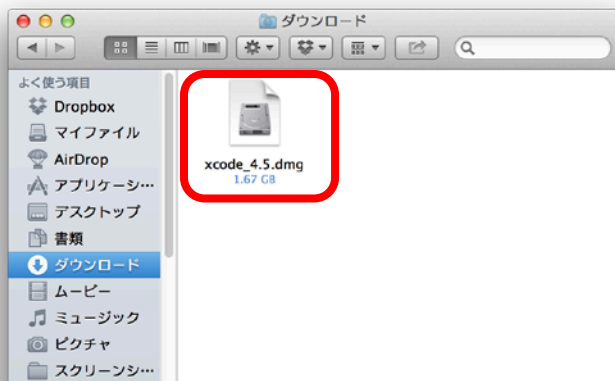 ダウンロード
よく使う項目
Dropbox
マイファイル
AirDrop
アプリケーシ…
デスクトップ
書類
ダウンロード
ムービー
ミュージック
ピクチャ
スクリーンシ…
xcode_4.5.dmg
1.67 GB